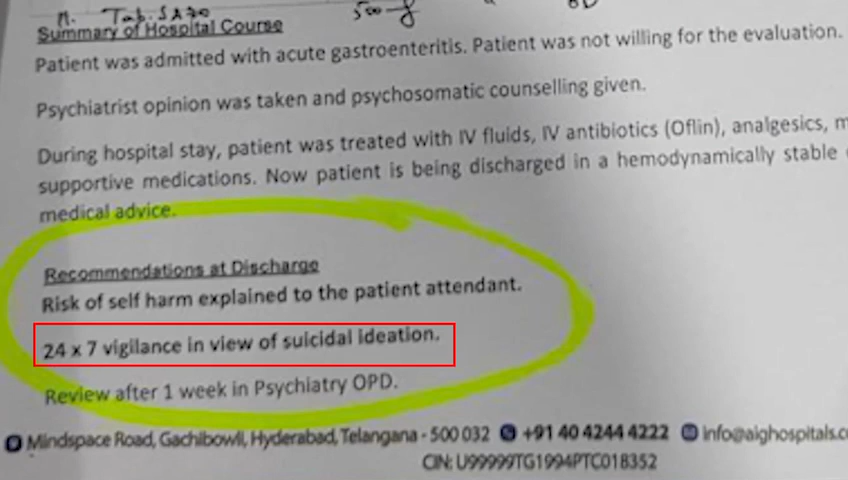 Tab.
500
BD
Summary of Hospital Course
Patient was admitted with acute gastroenteritis. Patient was not willing for the evaluation.
Psychiatrist opinion was taken and psychosomatic counselling given.
During hospital stay, patient was treated with IV fluids, IV antibiotics (Oflin), analgesics, m
supportive medications. Now patient is being discharged in a hemodynamically stable
medical advice.
Recommendations at Discharge
Risk of self harm explained to the patient attendant.
24 x 7 vigilance in view of suicidal ideation.
Review after 1 week in Psychiatry OPD.
Mindspace Road, Gachibowli, Hyderabad, Telangana - 500 032 +91 40 4244 4222 info@aighospitals.co
CIN: U99999TG1994PTC018352